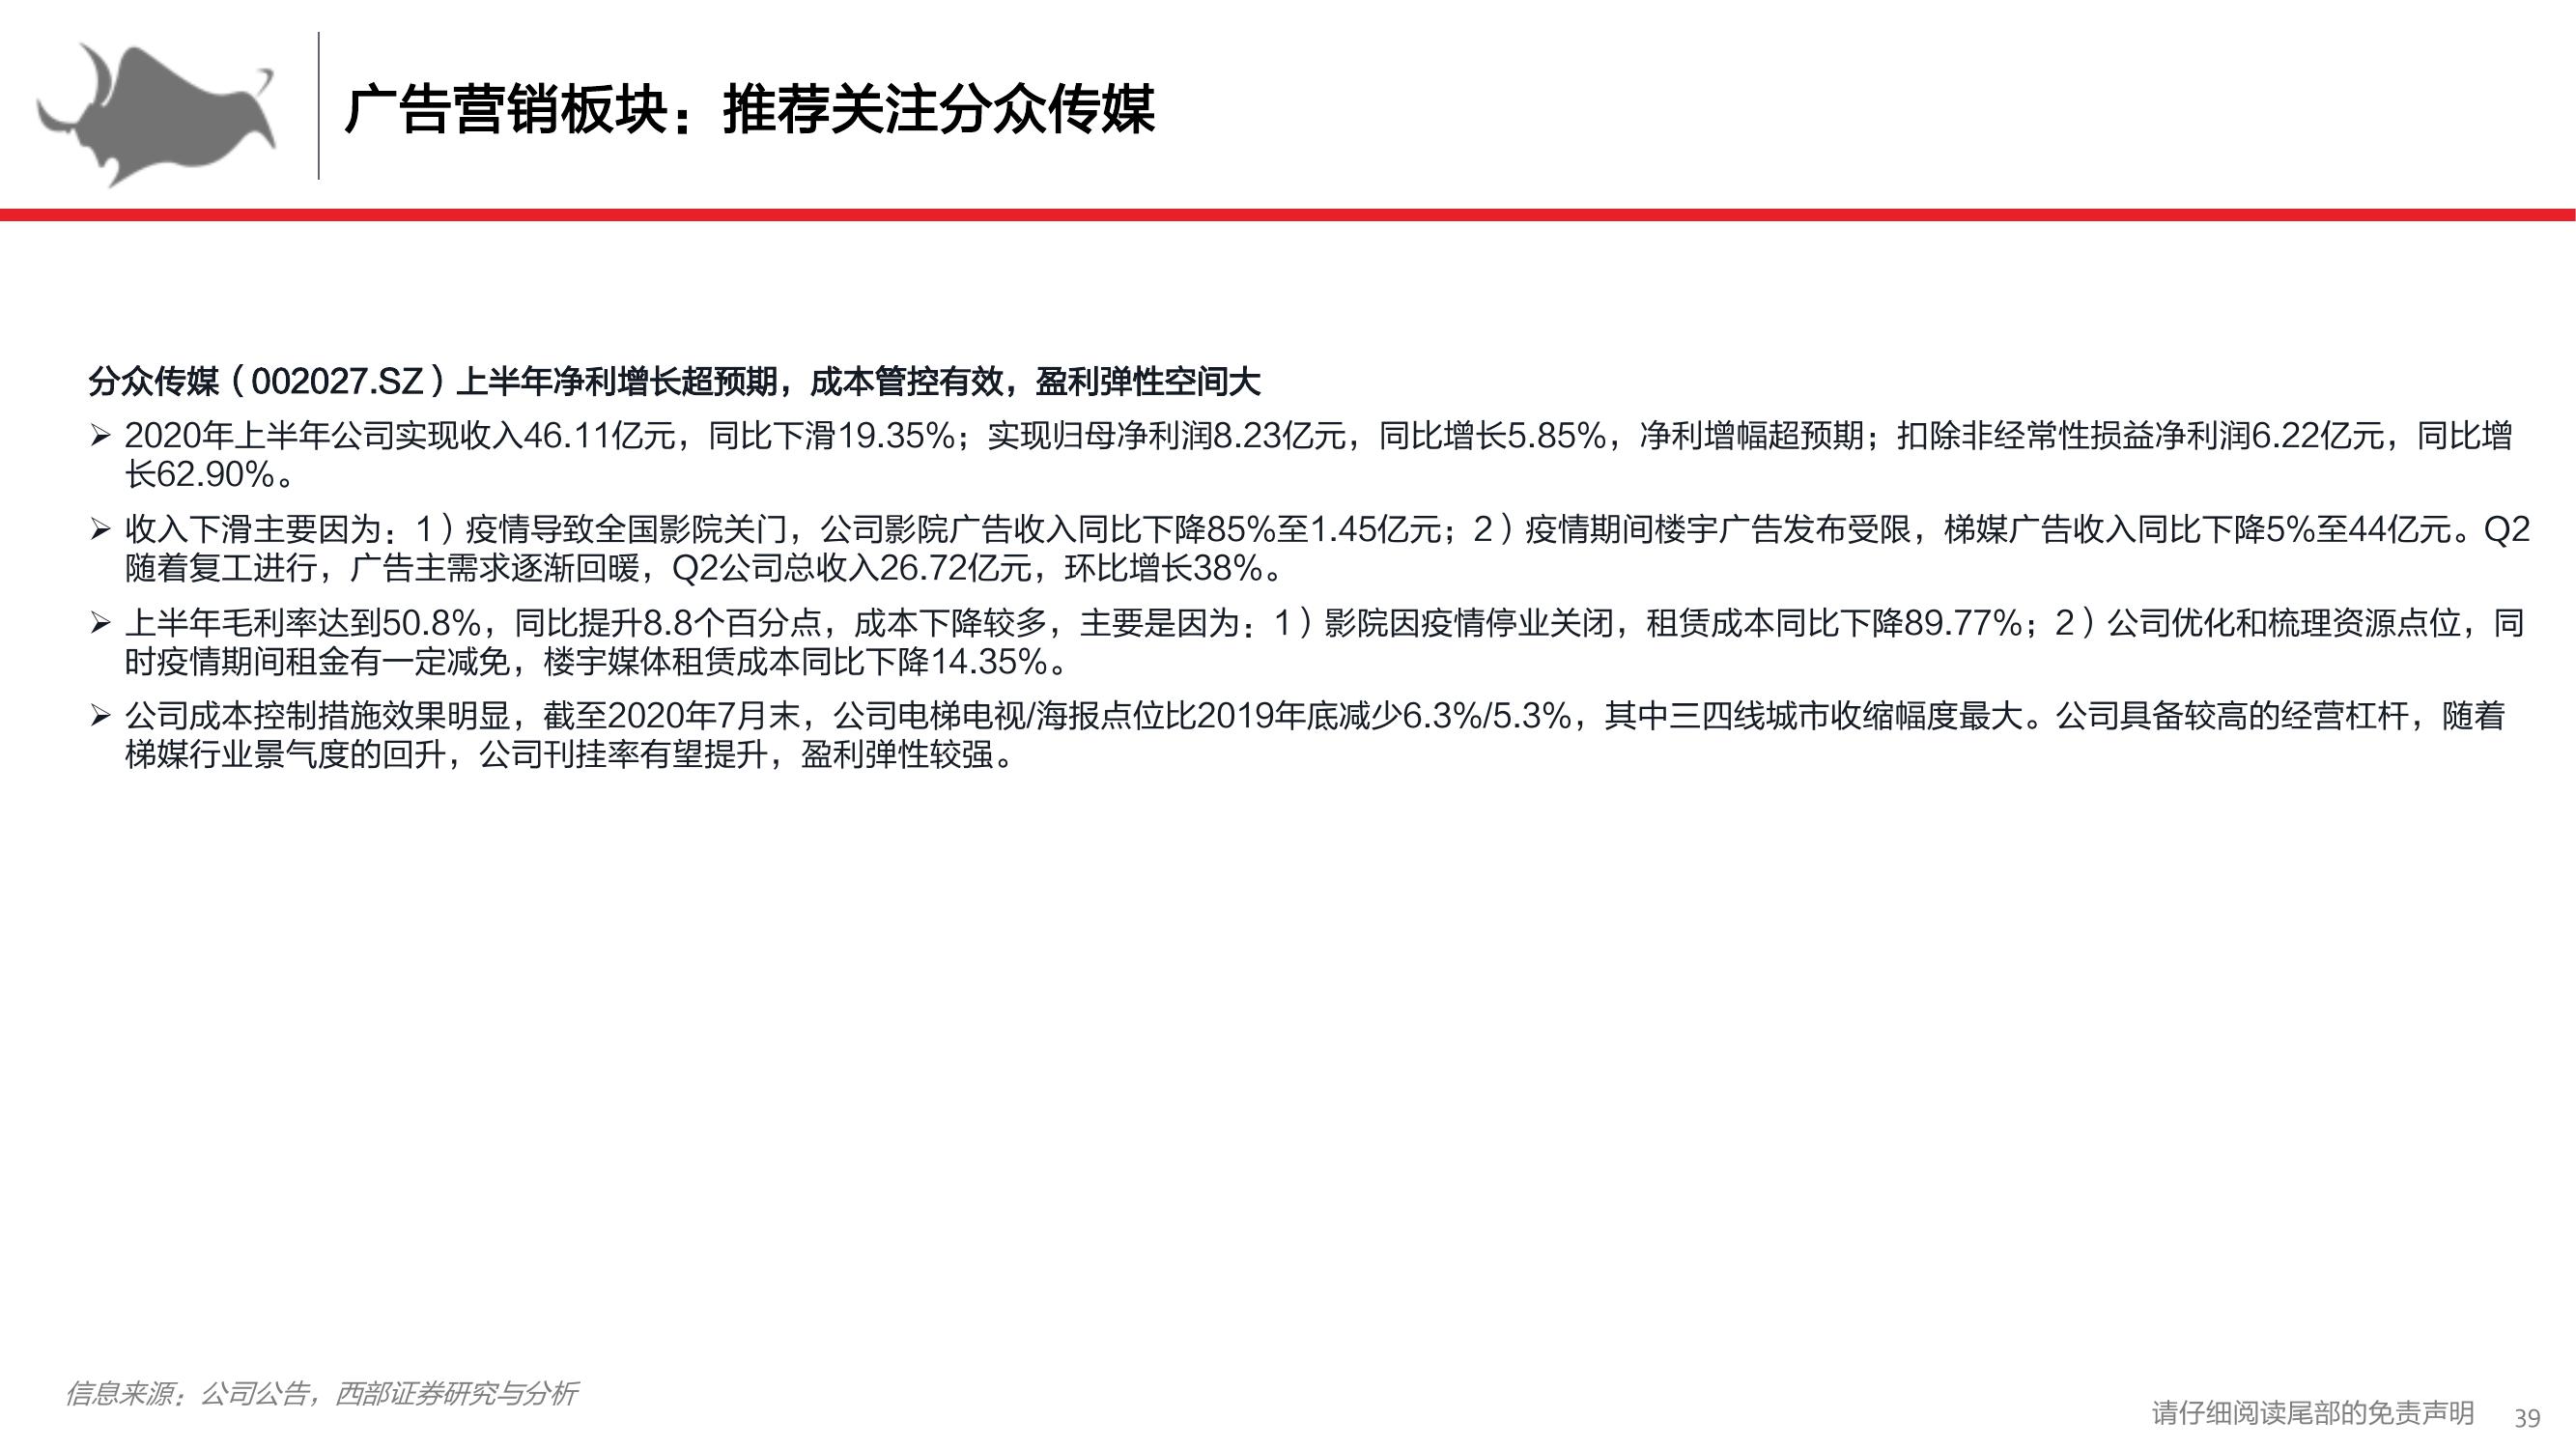 广告营销板块：推荐关注分众传媒
分众传媒（002027.SZ）上半年净利增长超预期，成本管控有效，盈利弹性空间大
➢ 2020年上半年公司实现收入46.11亿元，同比下滑19.35%；实现归母净利润8.23亿元，同比增长5.85%，净利增幅超预期；扣除非经常性损益净利润6.22亿元，同比增
长62.90%。
➢ 收入下滑主要因为：1）疫情导致全国影院关门，公司影院广告收入同比下降85%至1.45亿元；2）疫情期间楼宇广告发布受限，梯媒广告收入同比下降5%至44亿元。Q2
随着复工进行，广告主需求逐渐回暖，Q2公司总收入26.72亿元，环比增长38%。
➢ 上半年毛利率达到50.8%，同比提升8.8个百分点，成本下降较多，主要是因为：1）影院因疫情停业关闭，租赁成本同比下降89.77%；2）公司优化和梳理资源点位，同
时疫情期间租金有一定减免，楼宇媒体租赁成本同比下降14.35%。
➢ 公司成本控制措施效果明显，截至2020年7月末，公司电梯电视/海报点位比2019年底减少6.3%/5.3%，其中三四线城市收缩幅度最大。公司具备较高的经营杠杆，随着
梯媒行业景气度的回升，公司刊挂率有望提升，盈利弹性较强。
信息来源：公司公告，西部证券研究与分析
请仔细阅读尾部的免责声明 39